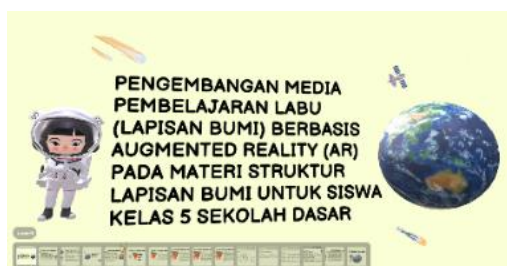 PENGEMBANGAN MEDIA
PEMBELAJARAN LABU
(LAPISAN BUMI) BERBASIS
AUGMENTED REALITY (AR)
PADA MATERI STRUKTUR
LAPISAN BUMI UNTUK SISWA
KELAS 5 SEKOLAH DASAR